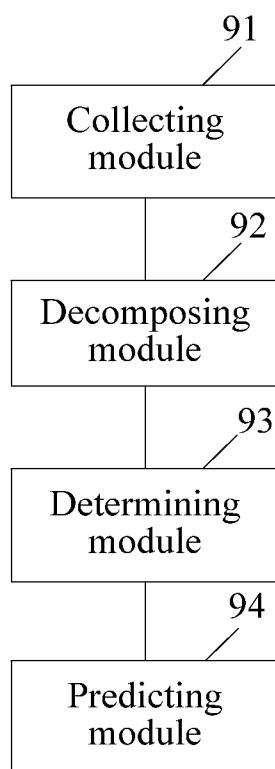 91
Collecting
module
92
Decomposing
module
93
Determining
module
94
Predicting
module